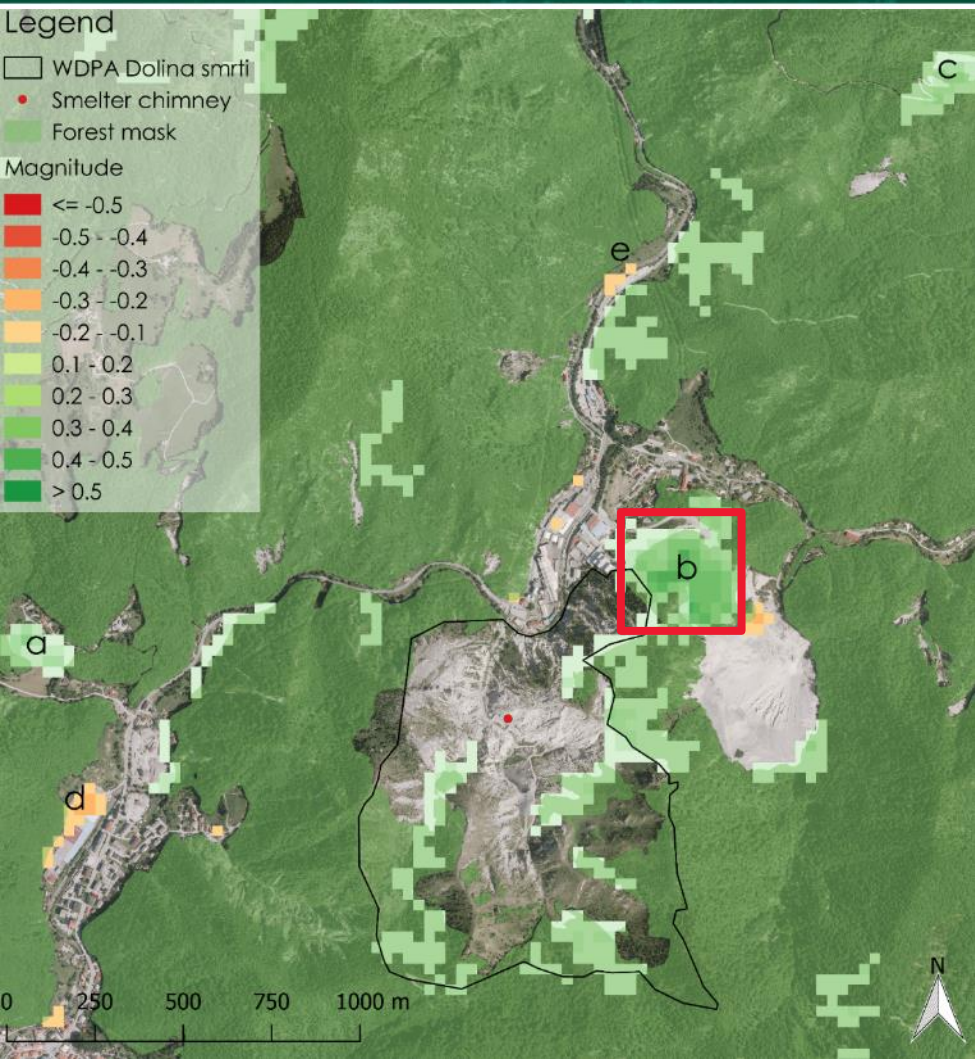 Legend
WDPA Dolina smrti
Smelter chimney
Forest mask
Magnitude
<= -0.5
-0.5 - -0.4
-0.4 - -0.3
-0.3 - -0.2
-0.2 - -0.1
0.1 - 0.2
0.2 - 0.3
0.3 - 0.4
0.4 - 0.5
> 0.5
c
e
b
a
d
N
0 250 500 750 1000 m